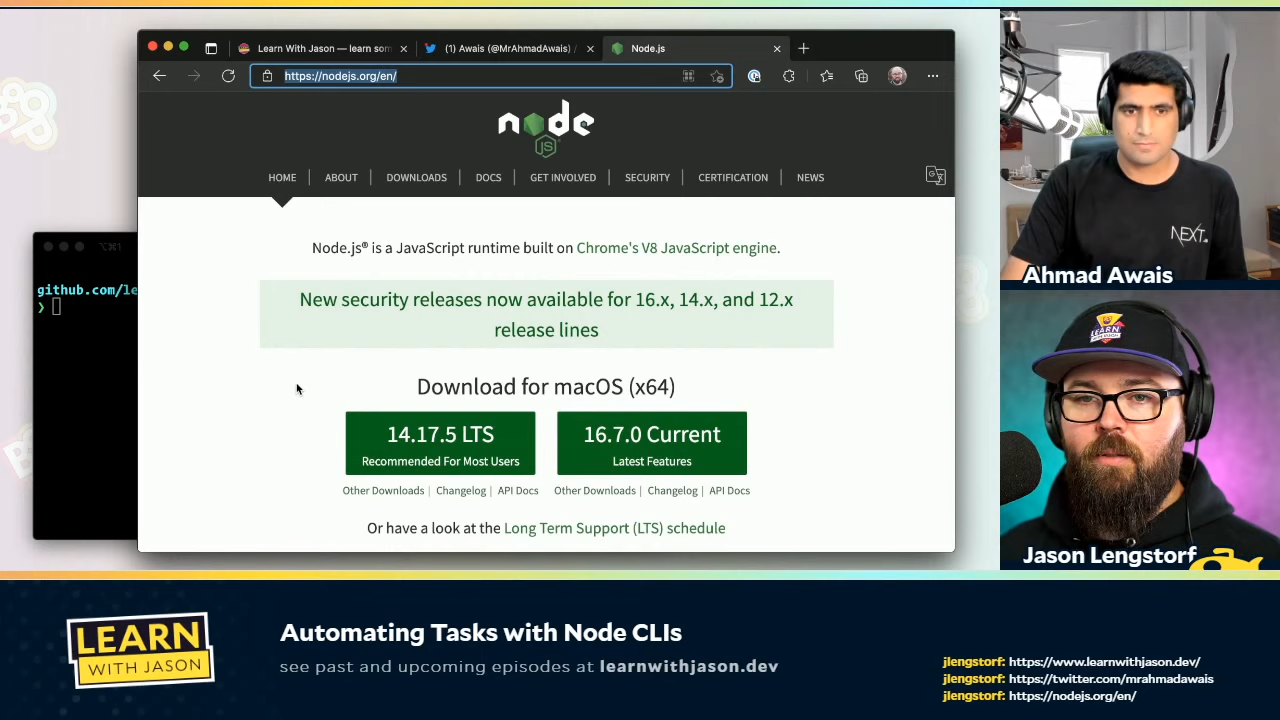 Learn With Jason — learn som
(1) Awais (@MrAhmadAwais) /
Node.js
https://nodejs.org/en/
node
JS
HOME
ABOUT
DOWNLOADS
DOCS
GET INVOLVED
SECURITY
CERTIFICATION
NEWS
Node.js® is a JavaScript runtime built on Chrome's V8 JavaScript engine.
New security releases now available for 16.x, 14.x, and 12.x
release lines
Download for macOS (x64)
14.17.5 LTS
Recommended For Most Users
16.7.0 Current
Latest Features
Other Downloads | Changelog | API Docs
Other Downloads | Changelog | API Docs
Or have a look at the Long Term Support (LTS) schedule
⌥⌘1
github.com/le
❯
NEXT.
Ahmad Awais
LEARN
WITH JASON
Jason Lengstorf
LEARN
WITH JASON
Automating Tasks with Node CLIs
see past and upcoming episodes at learnwithjason.dev
jlengstorf: https://www.learnwithjason.dev/
jlengstorf: https://twitter.com/mrahmadawais
jlengstorf: https://nodejs.org/en/